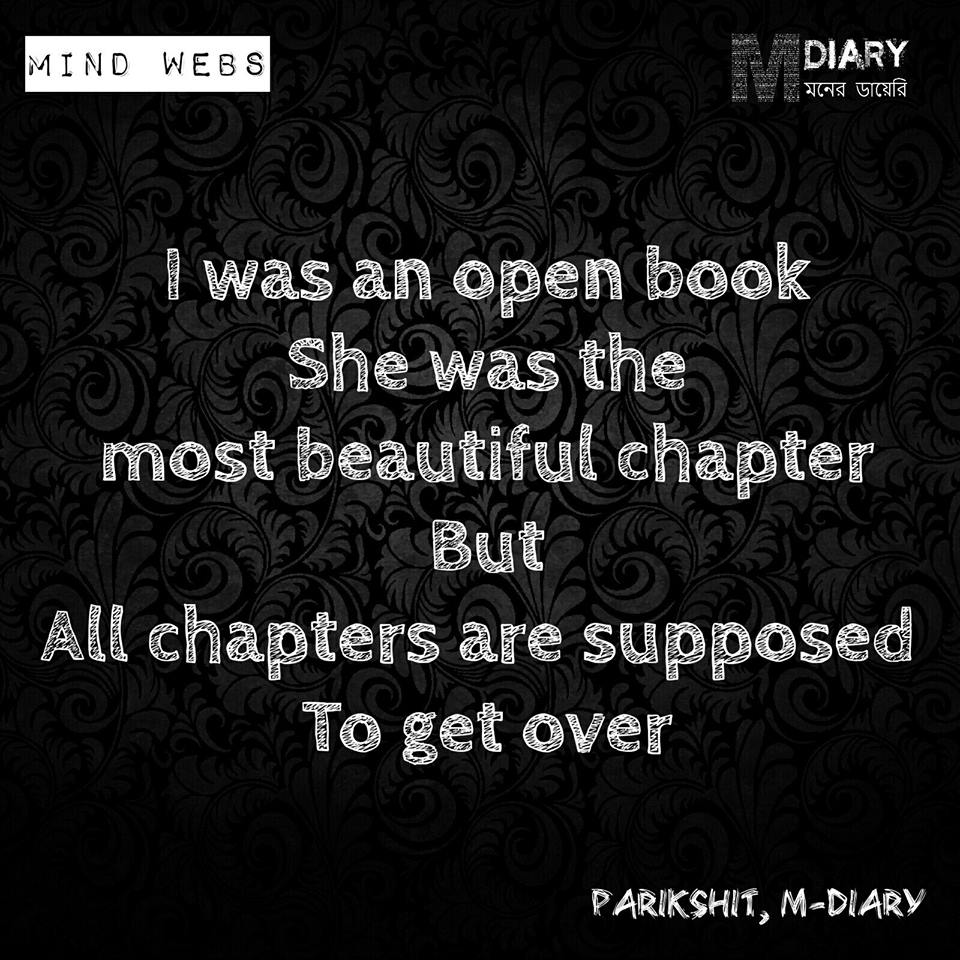 MIND WEBS
M DIARY
মনের ডায়েরি
I was an open book
She was the
most beautiful chapter
But
All chapters are supposed
To get over
PARIKSHIT, M-DIARY